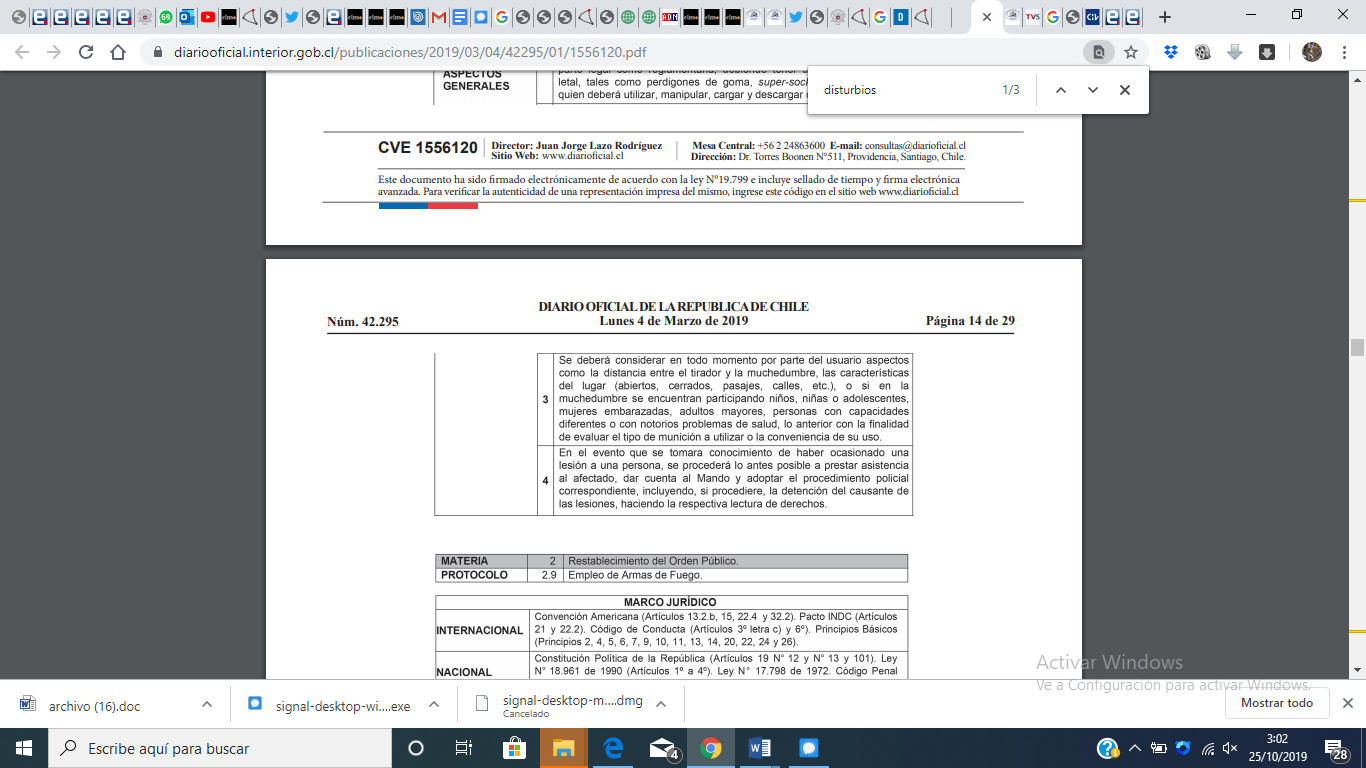 diariooficial.interior.gob.cl/publicaciones/2019/03/04/42295/01/1556120.pdf
disturbios 1/3
ASPECTOS
GENERALES
letal, tales como perdigones de goma,
quien deberá utilizar, manipular, cargar y descargar
CVE 1556120
Director: Juan Jorge Lazo Rodríguez
Sitio Web: www.diarioficial.cl
Mesa Central: +56 2 24863600 E-mail: consultas@diarioficial.cl
Dirección: Dr. Torres Boonen N°511, Providencia, Santiago, Chile.
Este documento ha sido firmado electrónicamente de acuerdo con la ley N°19.799 e incluye sellado de tiempo y firma electrónica
avanzada. Para verificar la autenticidad de una representación impresa del mismo, ingrese este código en el sitio web www.diarioficial.cl
DIARIO OFICIAL DE LA REPUBLICA DE CHILE
Núm. 42.295 Lunes 4 de Marzo de 2019 Página 14 de 29
Se deberá considerar en todo momento por parte del usuario aspectos
como la distancia entre el tirador y la muchedumbre, las características
del lugar (abiertos, cerrados, pasajes, calles, etc.), o si en la
3 muchedumbre se encuentran participando niños, niñas o adolescentes,
mujeres embarazadas, adultos mayores, personas con capacidades
diferentes o con notorios problemas de salud, lo anterior con la finalidad
de evaluar el tipo de munición a utilizar o la conveniencia de su uso.
En el evento que se tomara conocimiento de haber ocasionado una
lesión a una persona, se procederá lo antes posible a prestar asistencia
4 al afectado, dar cuenta al Mando y adoptar el procedimiento policial
correspondiente, incluyendo, si procediere, la detención del causante de
las lesiones, haciendo la respectiva lectura de derechos.
MATERIA 2 Restablecimiento del Orden Público.
PROTOCOLO 2.9 Empleo de Armas de Fuego.
MARCO JURÍDICO
INTERNACIONAL
Convención Americana (Artículos 13.2.b, 15, 22.4 y 32.2). Pacto INDC (Artículos
21 y 22.2). Código de Conducta (Artículos 3º letra c) y 6º). Principios Básicos
(Principios 2, 4, 5, 6, 7, 9, 10, 11, 13, 14, 20, 22, 24 y 26).
NACIONAL
Constitución Política de la República (Artículos 19 N° 12 y N° 13 y 101). Ley
N° 18.961 de 1990 (Artículos 1º a 4º). Ley N° 17.798 de 1972. Código Penal
Activar Windows
Ve a Configuración para activar Windows.
archivo (16).doc
signal-desktop-wi....exe
signal-desktop-m....dmg
Cancelado
Mostrar todo
Escribe aquí para buscar
4
3:02
25/10/2019
28